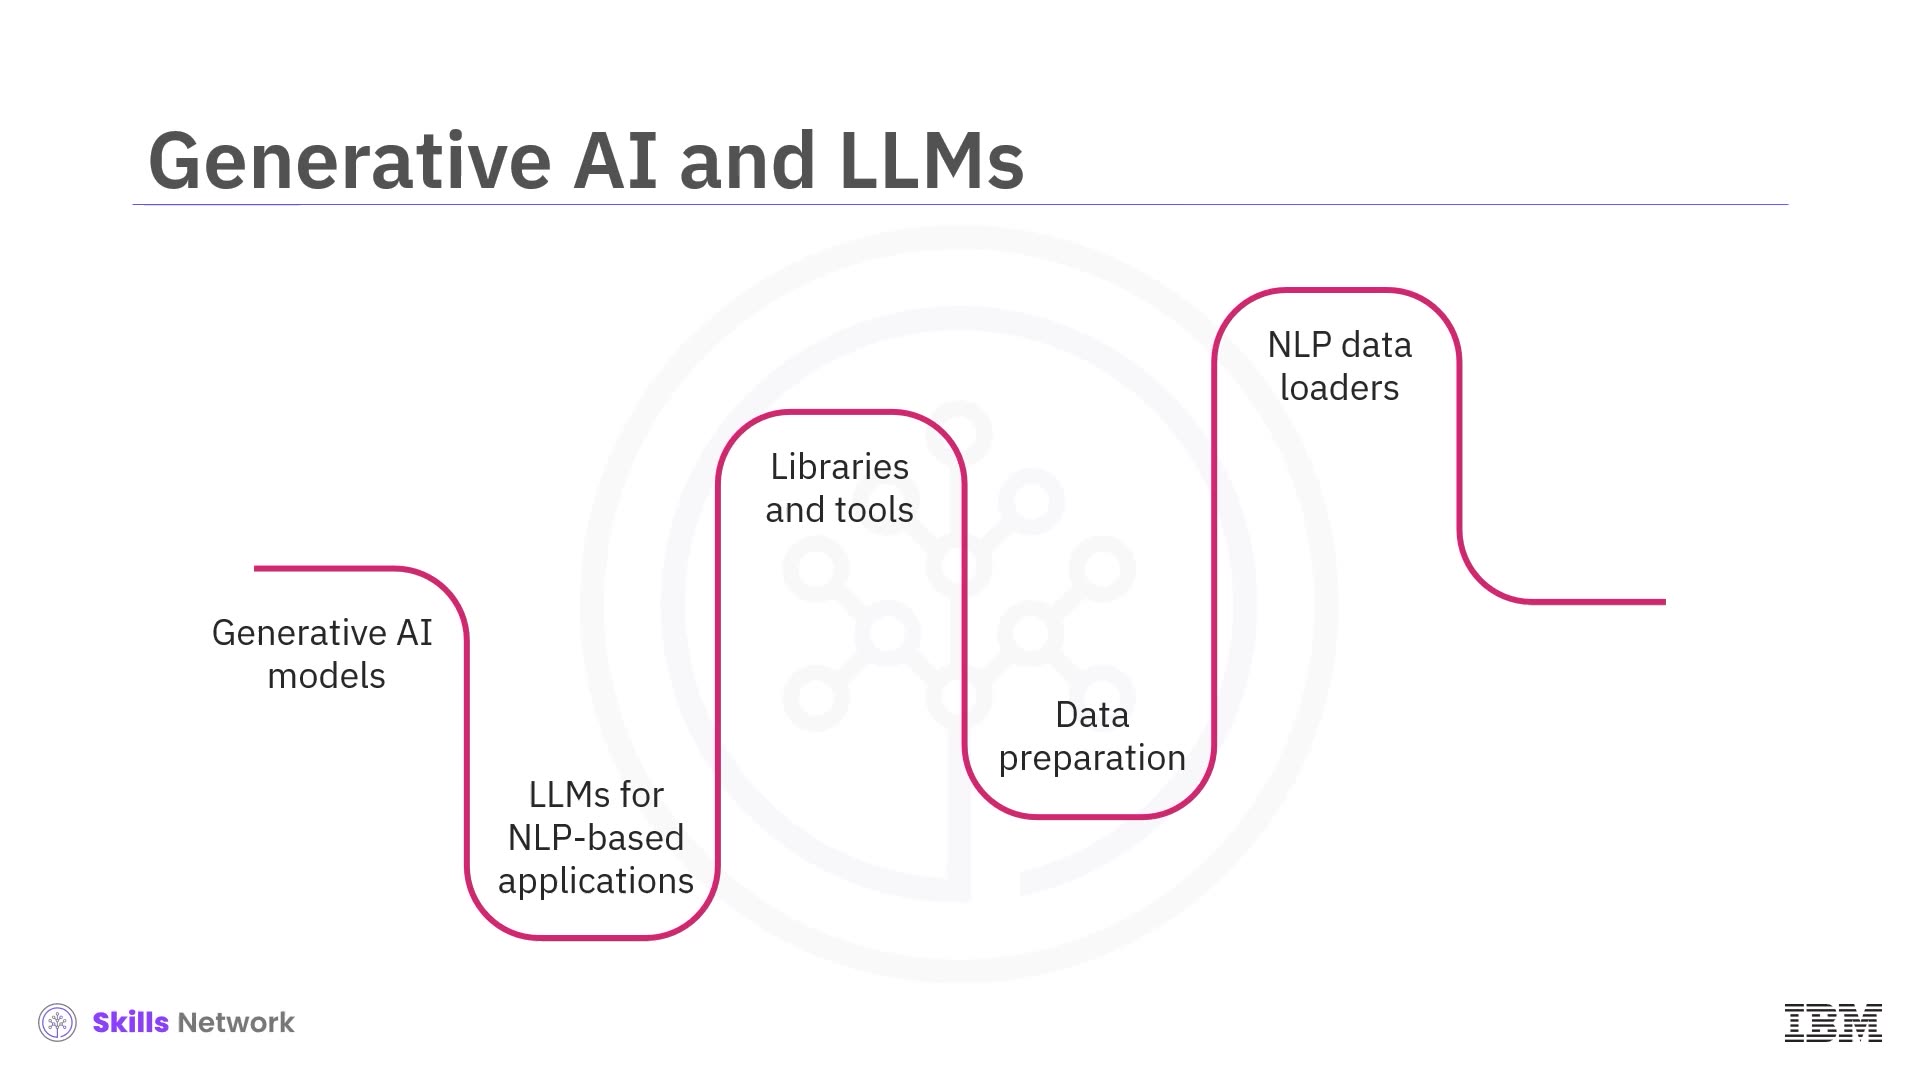 Generative AI and LLMs
Generative AI
models
LLMs for
NLP-based
applications
Libraries
and tools
Data
preparation
NLP data
loaders
Skills Network
IBM